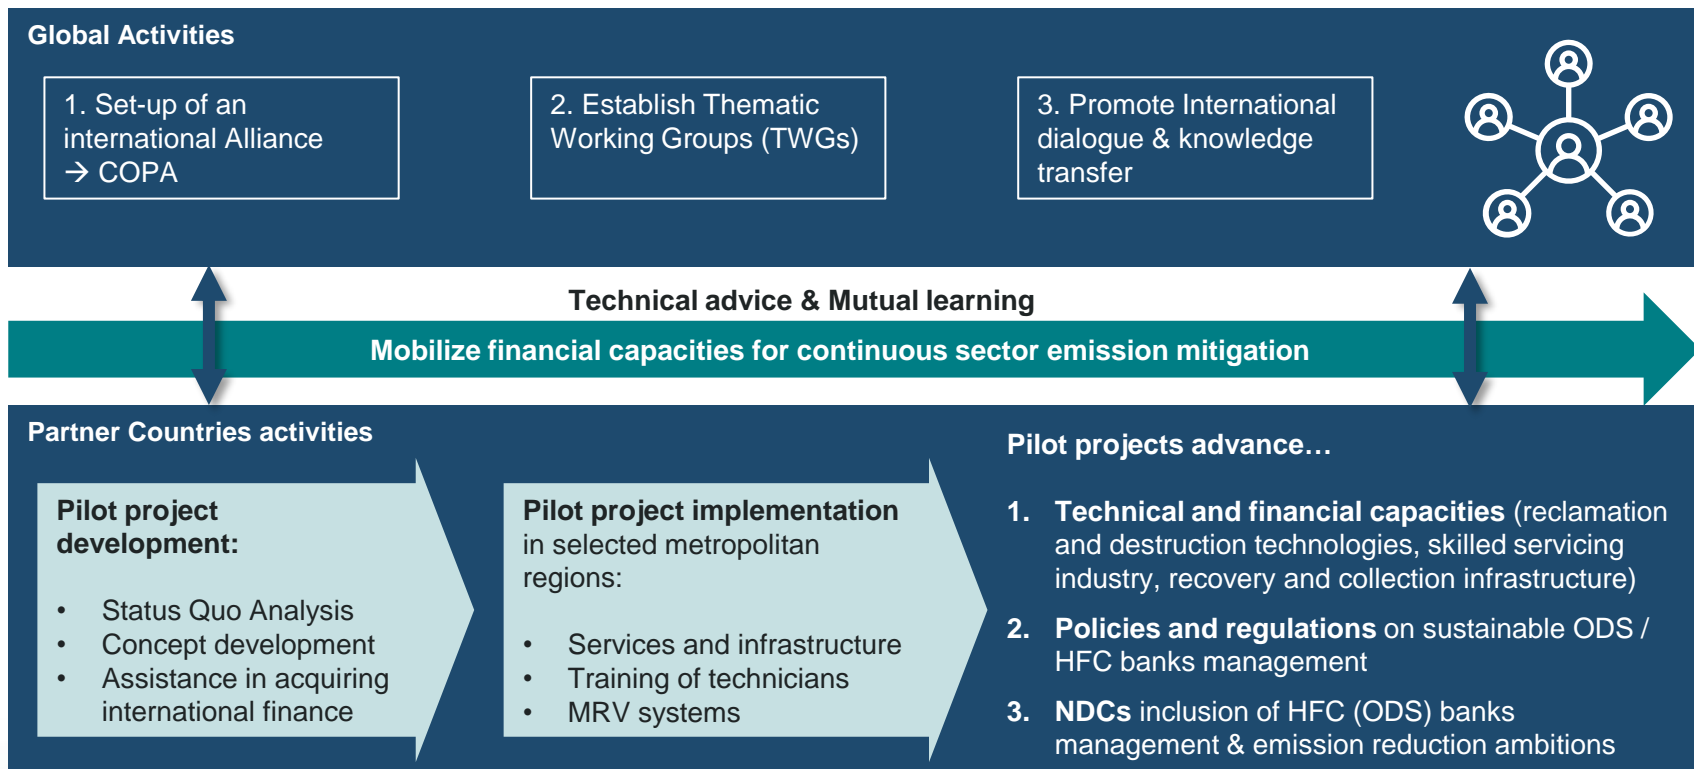 Global Activities
1. Set-up of an
international Alliance
→ COPA
2. Establish Thematic
Working Groups (TWGs)
3. Promote International
dialogue & knowledge
transfer
Technical advice & Mutual learning
Mobilize financial capacities for continuous sector emission mitigation
Partner Countries activities
Pilot project
development:
• Status Quo Analysis
• Concept development
• Assistance in acquiring
international finance
Pilot project implementation
in selected metropolitan
regions:
• Services and infrastructure
• Training of technicians
• MRV systems
Pilot projects advance…
1. Technical and financial capacities (reclamation
and destruction technologies, skilled servicing
industry, recovery and collection infrastructure)
2. Policies and regulations on sustainable ODS /
HFC banks management
3. NDCs inclusion of HFC (ODS) banks
management & emission reduction ambitions